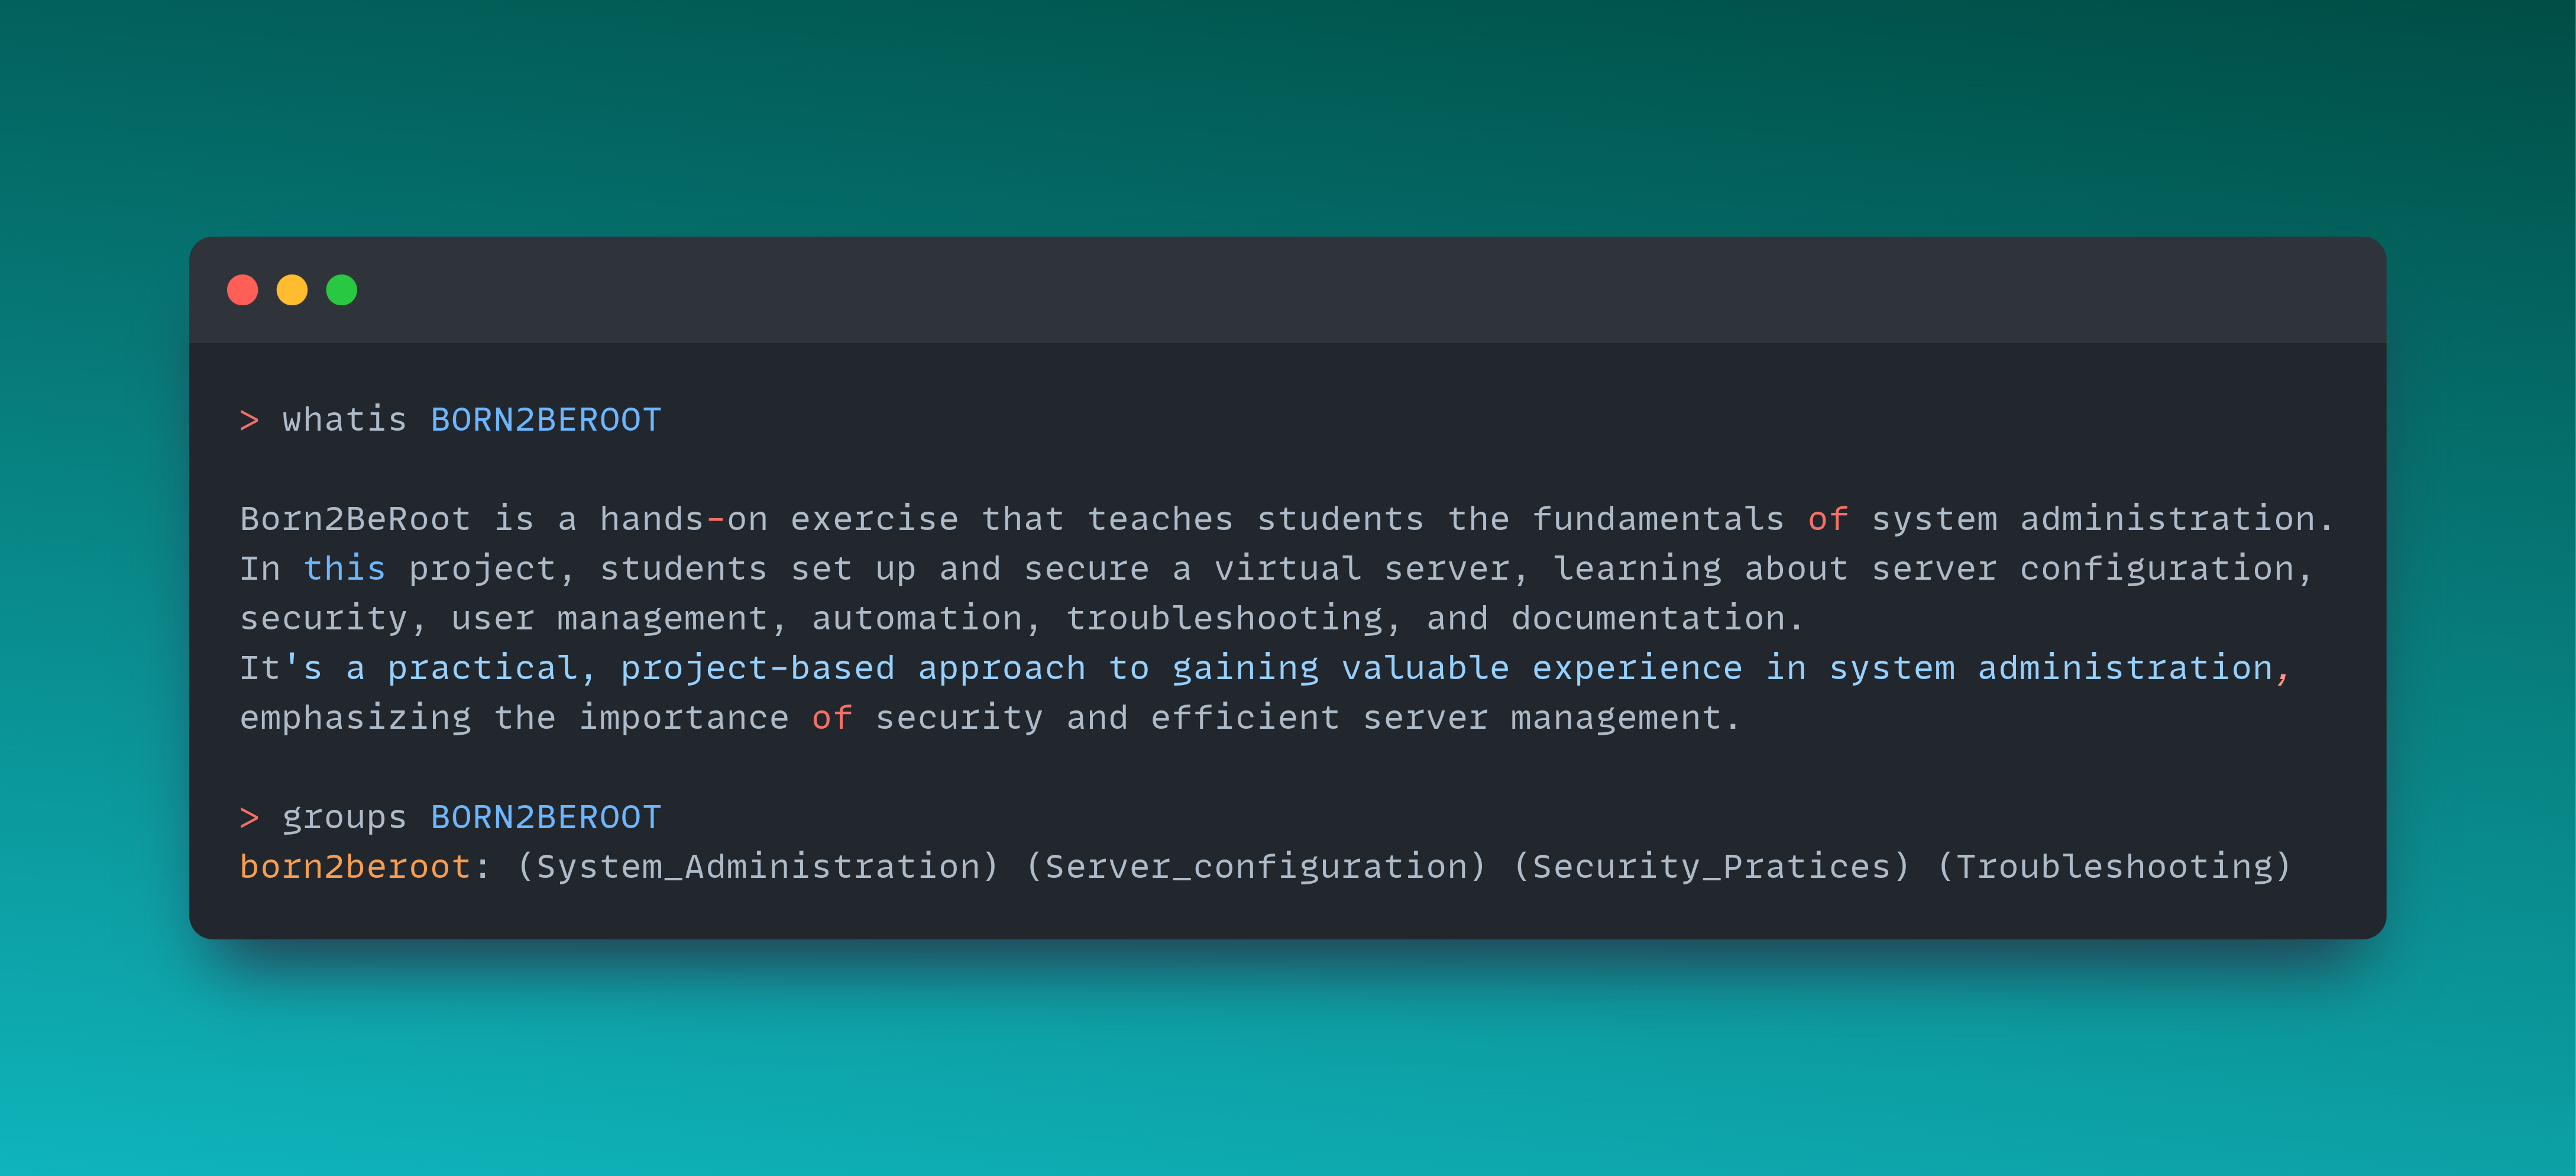 > whatis BORN2BEROOT
Born2BeRoot is a hands-on exercise that teaches students the fundamentals of system administration.
In this project, students set up and secure a virtual server, learning about server configuration,
security, user management, automation, troubleshooting, and documentation.
It's a practical, project-based approach to gaining valuable experience in system administration,
emphasizing the importance of security and efficient server management.
> groups BORN2BEROOT
born2beroot: (System_Administration) (Server_configuration) (Security_Pratices) (Troubleshooting)